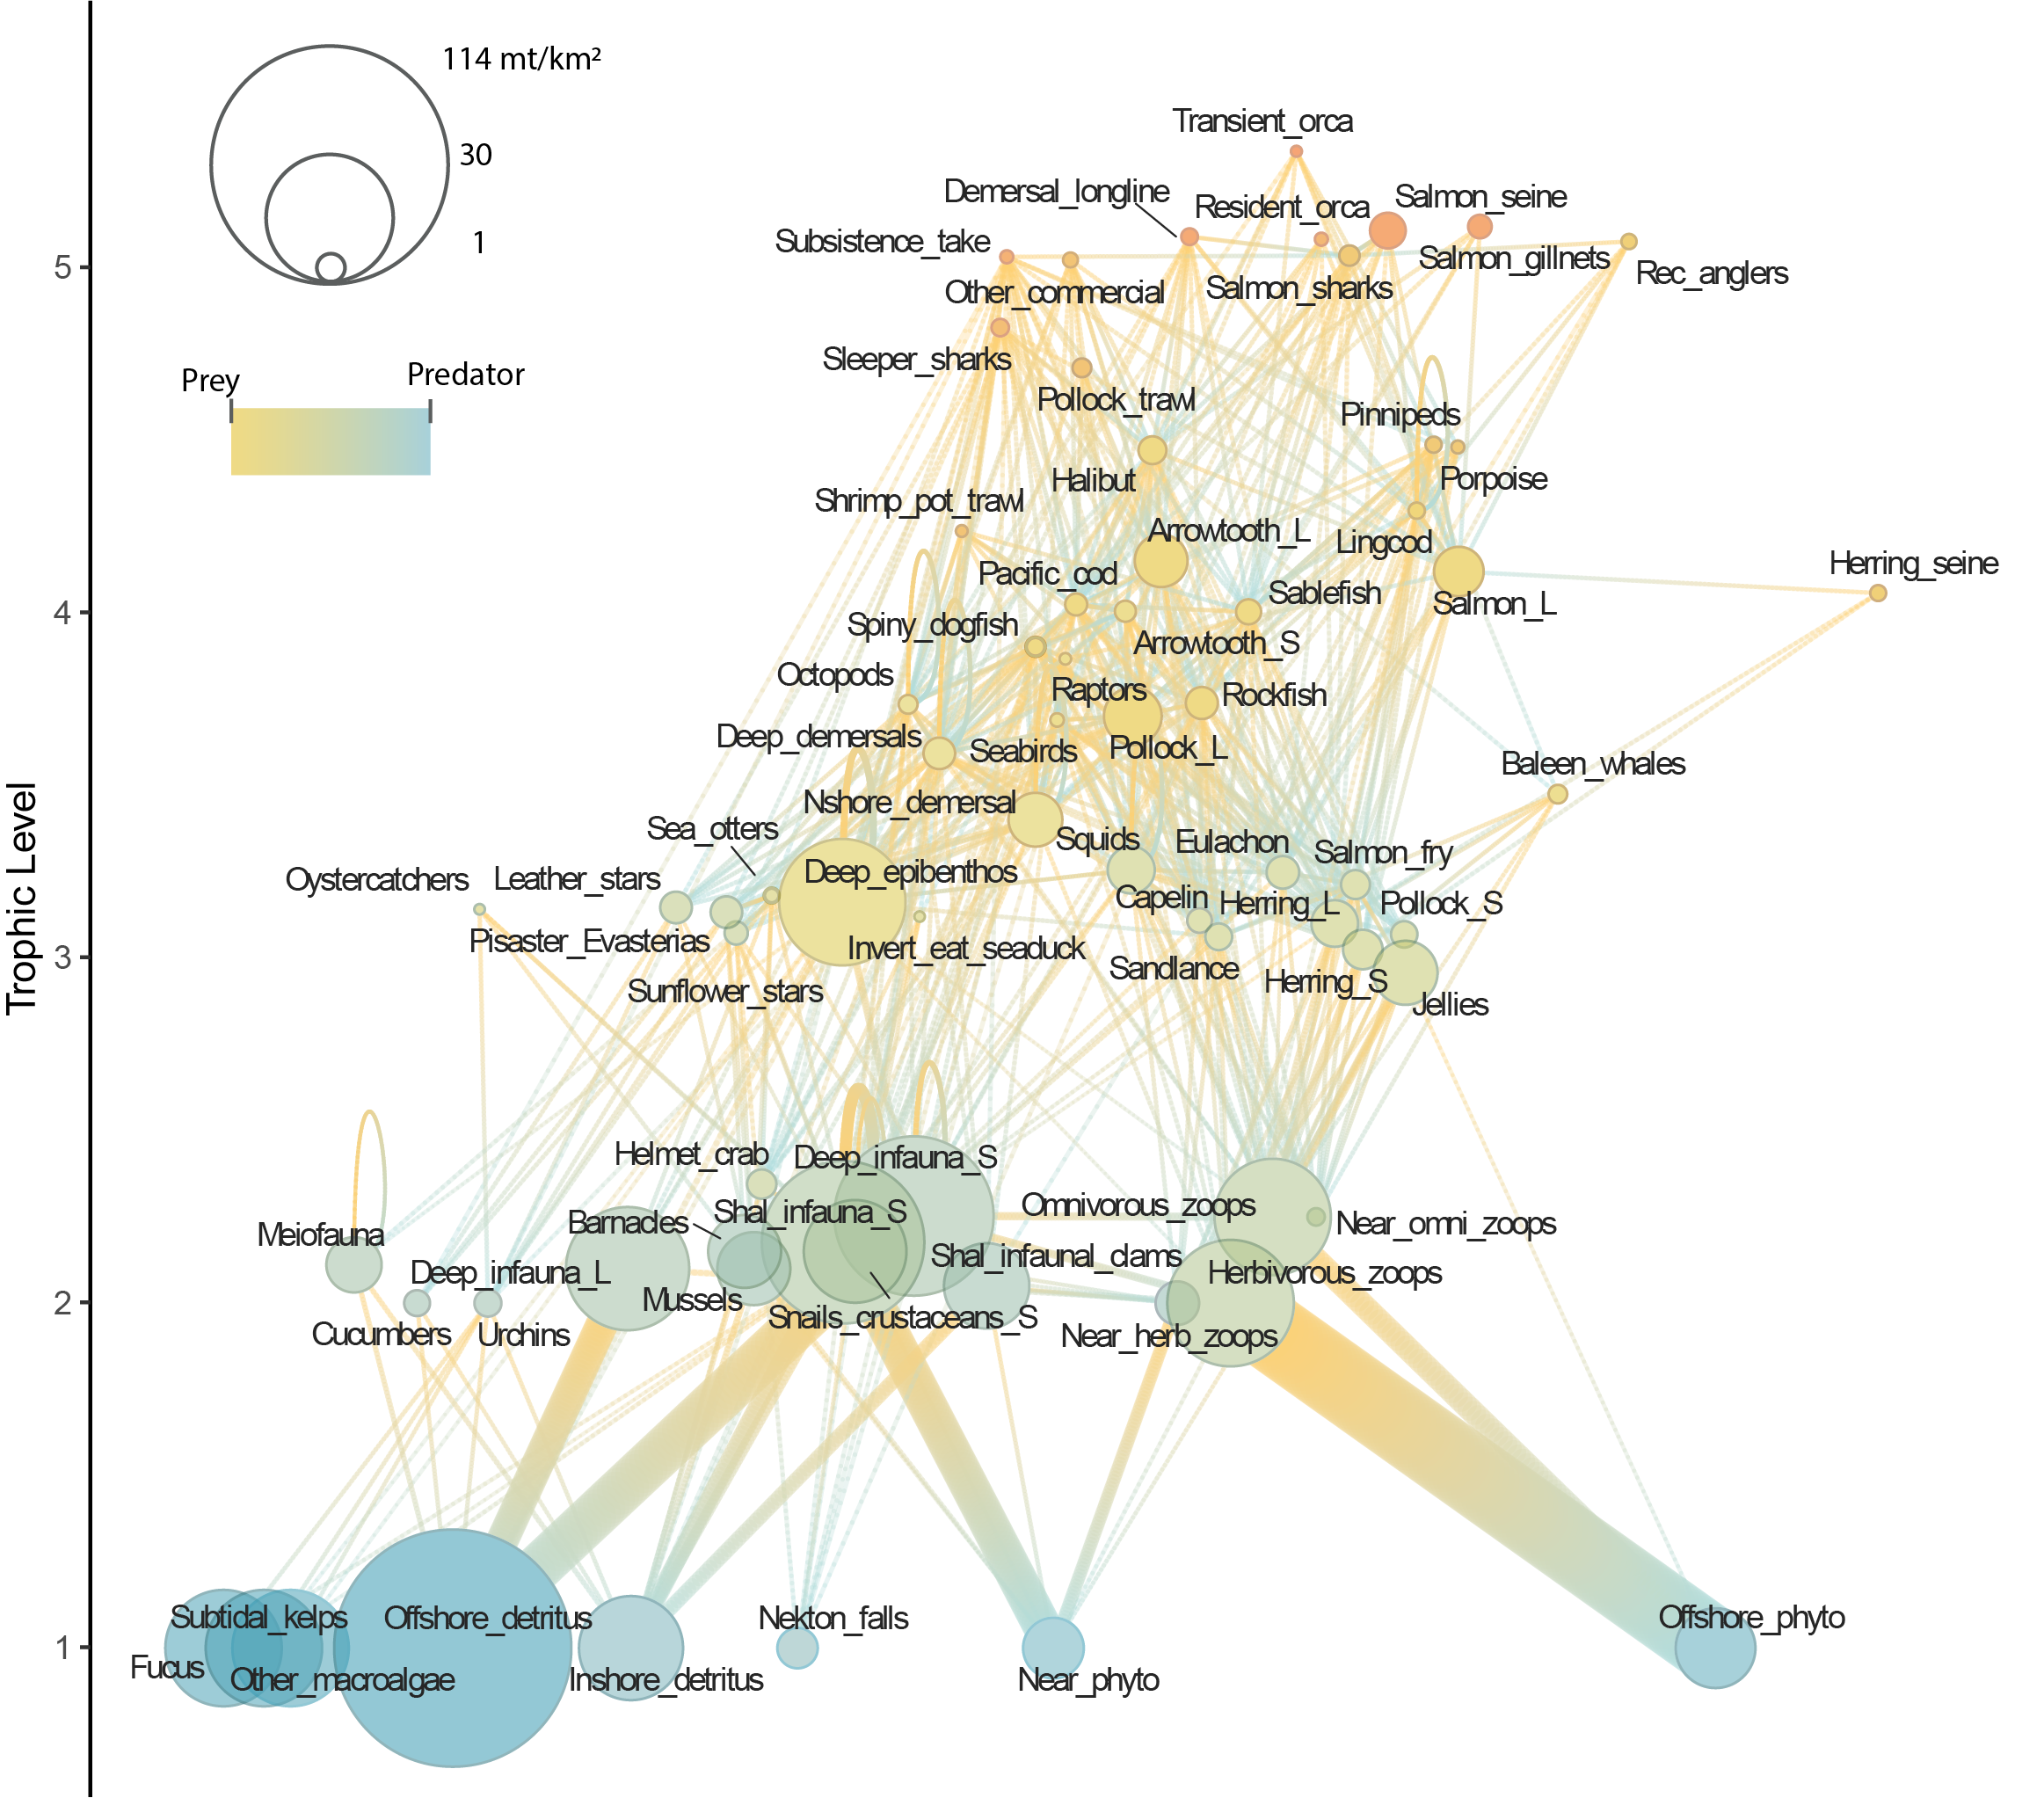 114 mt/km²
30
1
Prey
Predator
Trophic Level
5
4
3
2
1
Transient_orca
Demersal_longline
Resident_orca
Salmon_seine
Subsistence_take
Salmon_gillnets
Rec_anglers
Other_commercial
Salmon_sharks
Sleeper_sharks
Pollock_trawl
Pinnipeds
Halibut
Porpoise
Shrimp_pot_trawl
Arrowtooth_L
Lingcod
Herring_seine
Pacific_cod
Sablefish
Salmon_L
Spiny_dogfish
Arrowtooth_S
Octopods
Raptors
Rockfish
Deep_demersals
Seabirds
Pollock_L
Baleen_whales
Nshore_demersal
Sea_otters
Squids
Eulachon
Salmon_fry
Oystercatchers
Leather_stars
Deep_epibenthos
Capelin
Herring_L
Pollock_S
Pisaster_Evasterias
Invert_eat_seaduck
Sandlance
Sunflower_stars
Herring_S
Jellies
Helmet_crab
Deep_infauna_S
Meiofauna
Barnacles
Shal_infauna_S
Omnivorous_zoops
Near_omni_zoops
Deep_infauna_L
Shal_infaunal_clams
Herbivorous_zoops
Mussels
Cucumbers
Urchins
Snails_crustaceans_S
Near_herb_zoops
Subtidal_kelps
Offshore_detritus
Nekton_falls
Offshore_phyto
Fucus
Other_macroalgae
Inshore_detritus
Near_phyto